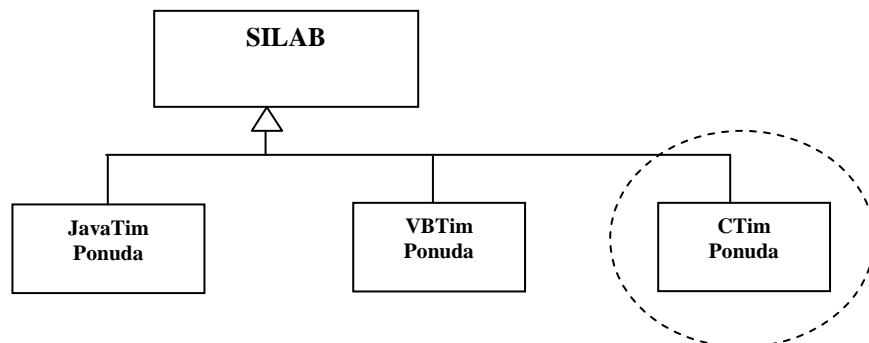 SILAB
JavaTim
Ponuda
VBTim
Ponuda
CTim
Ponuda